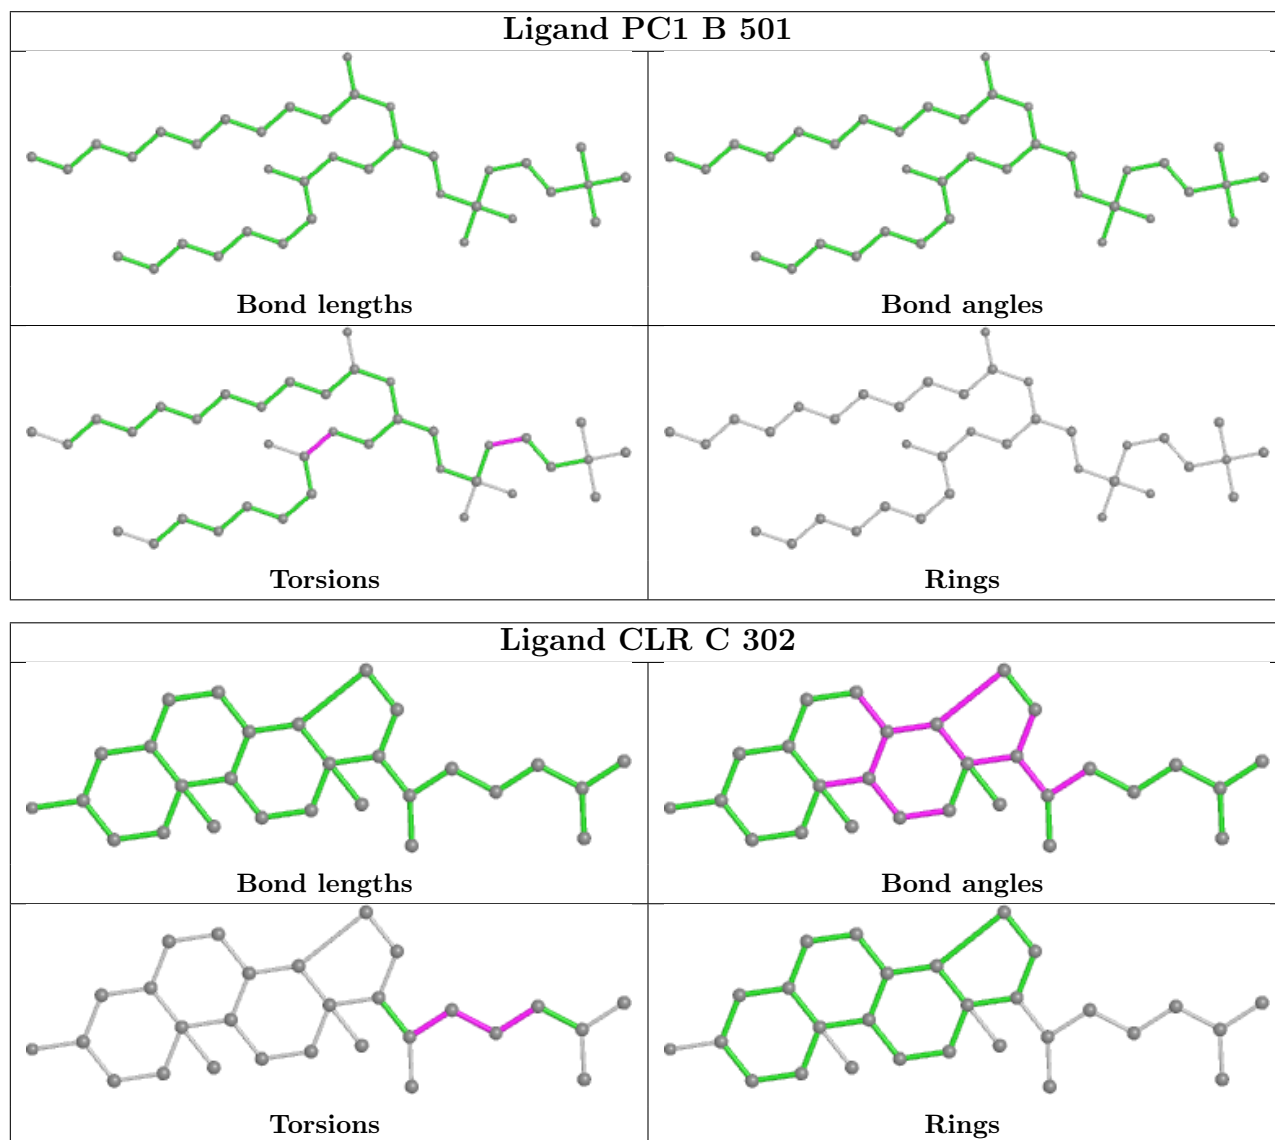 Ligand PC1 B 501
Bond lengths
Bond angles
Torsions
Rings
Ligand CLR C 302
Bond lengths
Bond angles
Torsions
Rings